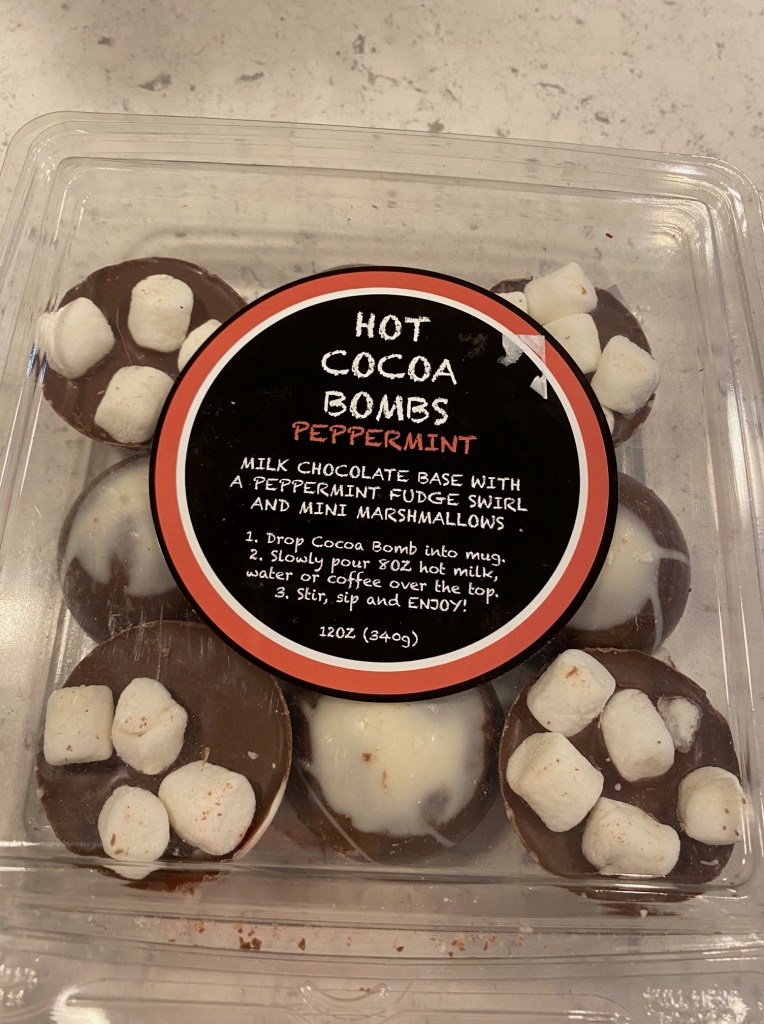 HOT
COCOA
BOMBS
PEPPERMINT
MILK CHOCOLATE BASE WITH
A PEPPERMINT FUDGE SWIRL
AND MINI MARSHMALLOWS
1. Drop Cocoa Bomb into mug.
2. Slowly pour 8OZ hot milk,
water or coffee over the top.
3. Stir, sip and ENJOY!
12OZ (340g)